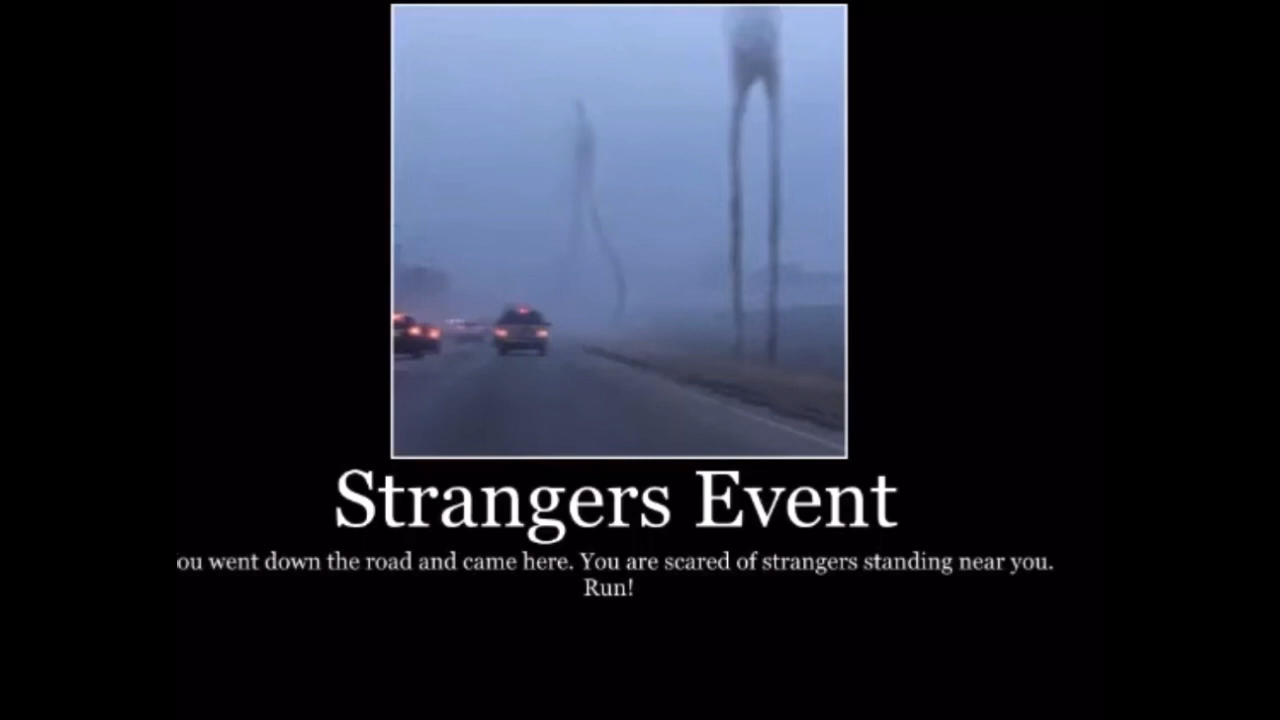 Strangers Event
ou went down the road and came here. You are scared of strangers standing near you.
Run!